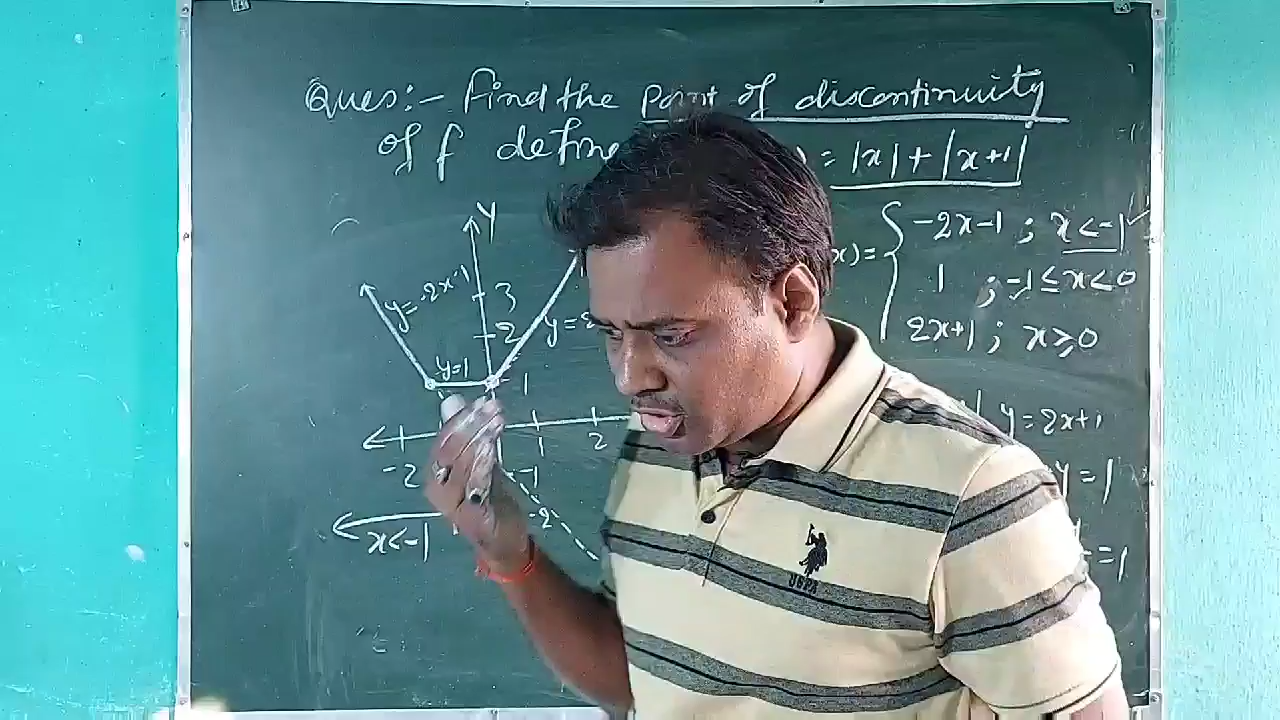 Ques:- Find the point of discontinuity
of f define ) = |x| + |x+1|
x) = { -2x-1 ; x<-1
1 ; -1≤x<0
2x+1 ; x≥0
Y
y=-2x-1
3
2
y=1
1
y=
-2
1
2
-1
-2
x<-1
y=2x+1
y=1
=1
USPA